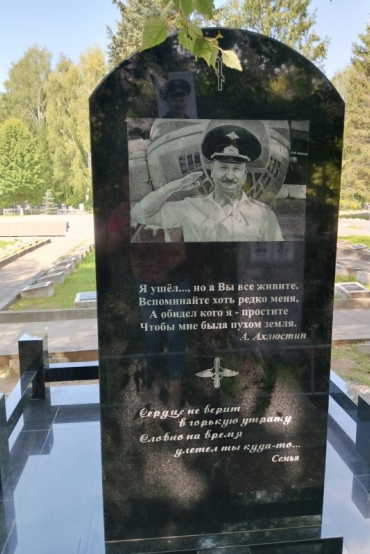 Я ушёл..., но а Вы все живите.
Вспоминайте хоть редко меня,
А обидел кого я - простите
Чтобы мне была пухом земля.
А. Ахлюстин
Сердце не верит
в горькую утрату
Словно на время
улетел ты куда-то...
Семья